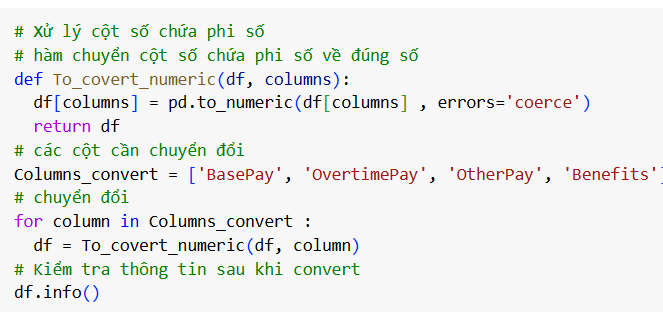 # Xử lý cột số chứa phi số
# hàm chuyển cột số chứa phi số về đúng số
def To_covert_numeric(df, columns):
  df[columns] = pd.to_numeric(df[columns] , errors='coerce')
  return df
# các cột cần chuyển đổi
Columns_convert = ['BasePay', 'OvertimePay', 'OtherPay', 'Benefits']
# chuyển đổi
for column in Columns_convert :
  df = To_covert_numeric(df, column)
# Kiểm tra thông tin sau khi convert
df.info()